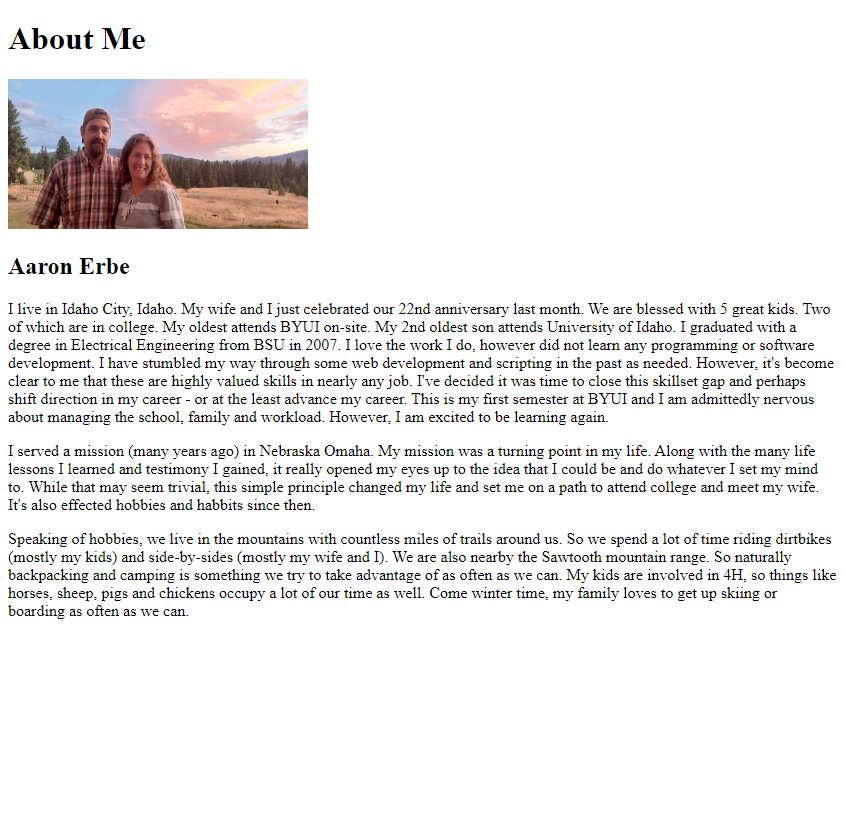 About Me
Aaron Erbe
I live in Idaho City, Idaho. My wife and I just celebrated our 22nd anniversary last month. We are blessed with 5 great kids. Two
of which are in college. My oldest attends BYUI on-site. My 2nd oldest son attends University of Idaho. I graduated with a
degree in Electrical Engineering from BSU in 2007. I love the work I do, however did not learn any programming or software
development. I have stumbled my way through some web development and scripting in the past as needed. However, it's become
clear to me that these are highly valued skills in nearly any job. I've decided it was time to close this skillset gap and perhaps
shift direction in my career - or at the least advance my career. This is my first semester at BYUI and I am admittedly nervous
about managing the school, family and workload. However, I am excited to be learning again.
I served a mission (many years ago) in Nebraska Omaha. My mission was a turning point in my life. Along with the many life
lessons I learned and testimony I gained, it really opened my eyes up to the idea that I could be and do whatever I set my mind
to. While that may seem trivial, this simple principle changed my life and set me on a path to attend college and meet my wife.
It's also effected hobbies and habbits since then.
Speaking of hobbies, we live in the mountains with countless miles of trails around us. So we spend a lot of time riding dirtbikes
(mostly my kids) and side-by-sides (mostly my wife and I). We are also nearby the Sawtooth mountain range. So naturally
backpacking and camping is something we try to take advantage of as often as we can. My kids are involved in 4H, so things like
horses, sheep, pigs and chickens occupy a lot of our time as well. Come winter time, my family loves to get up skiing or
boarding as often as we can.